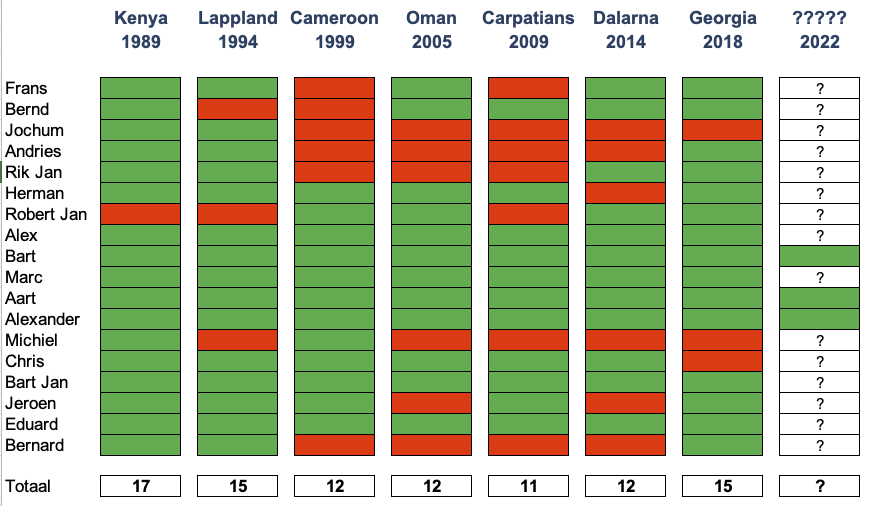 Kenya Lappland Cameroon Oman Carpatians Dalarna Georgia ?????
1989 1994 1999 2005 2009 2014 2018 2022
Frans ?
Bernd ?
Jochum ?
Andries ?
Rik Jan ?
Herman ?
Robert Jan ?
Alex ?
Bart
Marc ?
Aart
Alexander
Michiel ?
Chris ?
Bart Jan ?
Jeroen ?
Eduard ?
Bernard ?
Totaal 17 15 12 12 11 12 15 ?